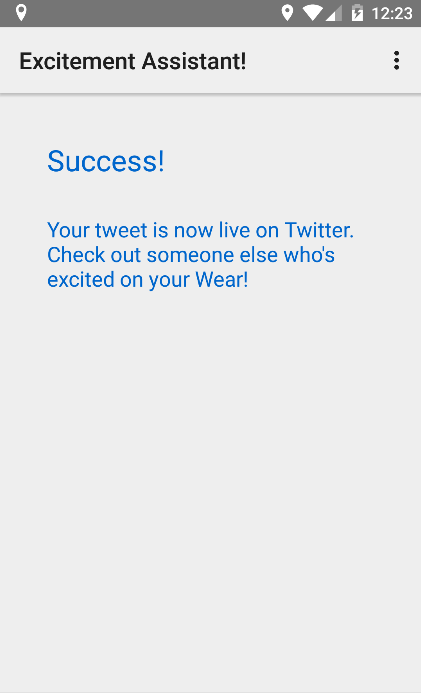 12:23
Excitement Assistant!
Success!
Your tweet is now live on Twitter.
Check out someone else who's
excited on your Wear!